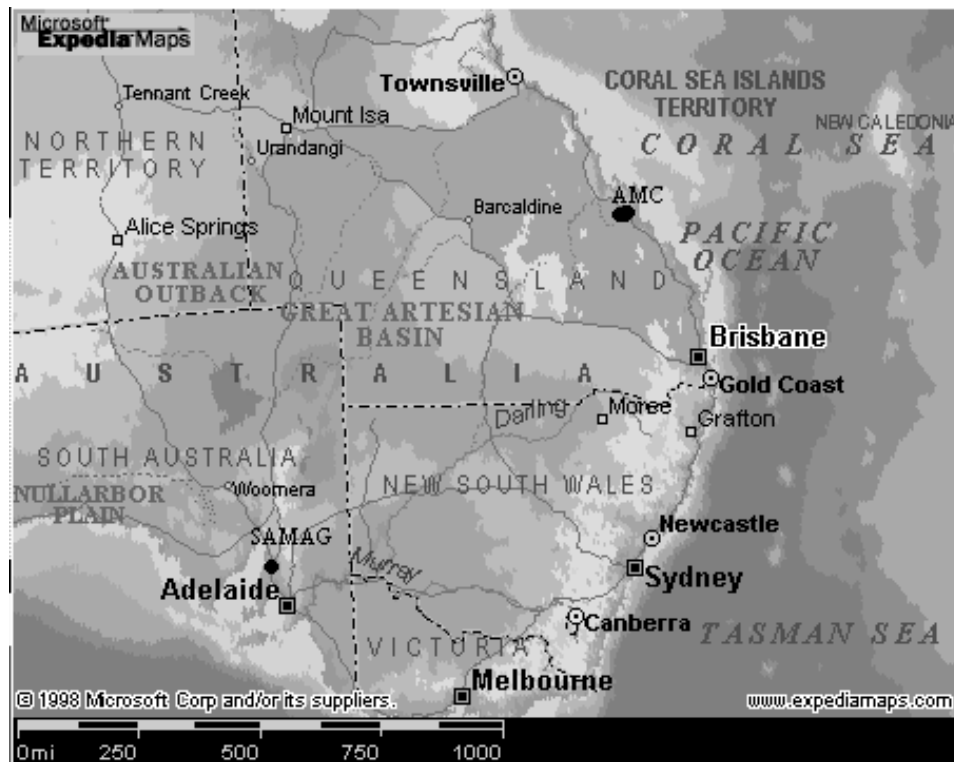 Microsoft
Expedia Maps
Townsville
CORAL SEA ISLANDS
TERRITORY
Tennant Creek
Mount Isa
NEW CALEDONIA
NORTHERN
TERRITORY
Urandangi
CORAL SEA
AMC
Barcaldine
Alice Springs
PACIFIC
OCEAN
AUSTRALIAN
OUTBACK
QUEENSLAND
GREAT ARTESIAN
BASIN
Brisbane
AUSTRALIA
Gold Coast
Darling
Moree
Grafton
SOUTH AUSTRALIA
NEW SOUTH WALES
NULLARBOR
PLAIN
Woomera
Newcastle
SAMAG
Murray
Sydney
Adelaide
Canberra
TASMAN SEA
VICTORIA
Melbourne
© 1998 Microsoft Corp and/or its suppliers.
www.expediamaps.com
0mi 250 500 750 1000